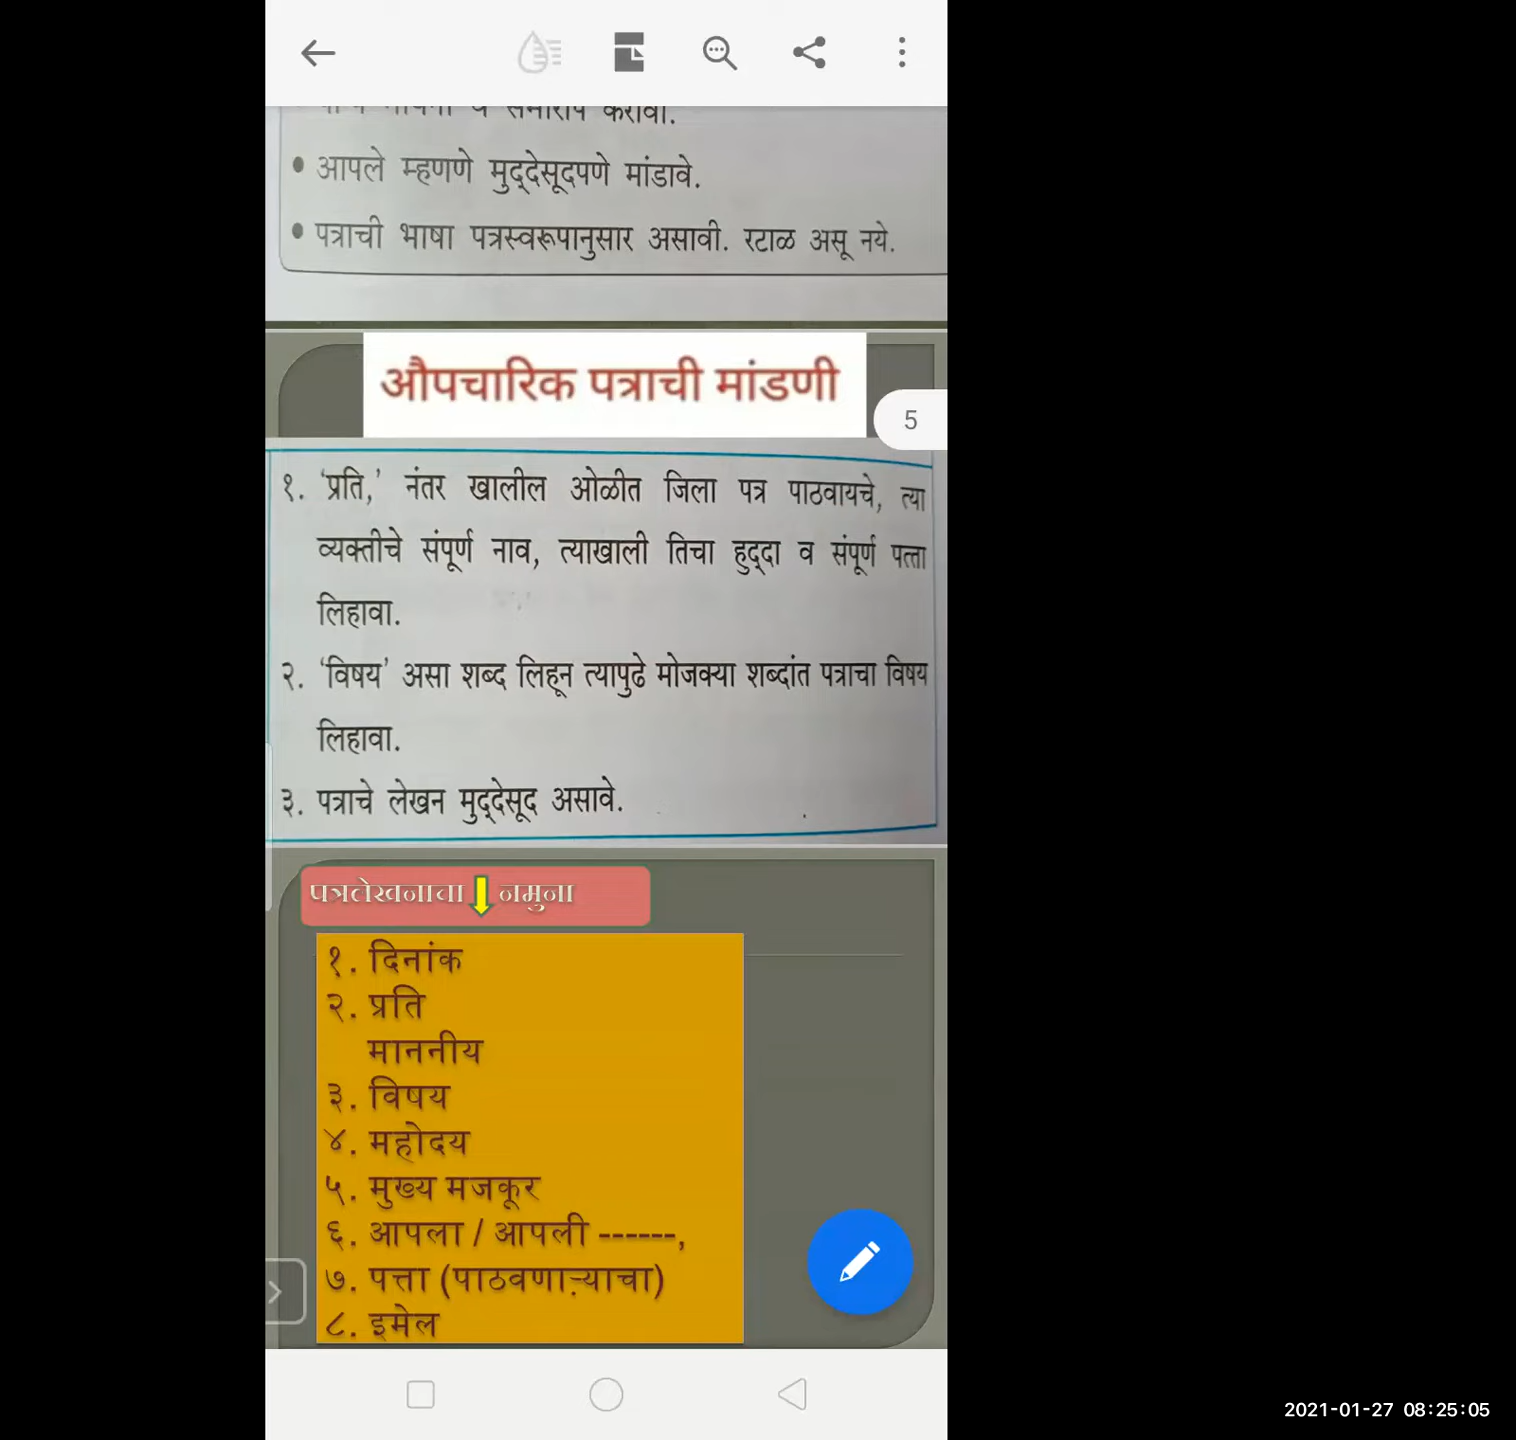 समारोप करावा.
• आपले म्हणणे मुद्देसूदपणे मांडावे.
• पत्राची भाषा पत्रस्वरूपानुसार असावी. रटाळ असू नये.
औपचारिक पत्राची मांडणी
5
१. ‘प्रति,’ नंतर खालील ओळीत जिला पत्र पाठवायचे, त्या
व्यक्तीचे संपूर्ण नाव, त्याखाली तिचा हुद्दा व संपूर्ण पत्ता
लिहावा.
२. ‘विषय’ असा शब्द लिहून त्यापुढे मोजक्या शब्दांत पत्राचा विषय
लिहावा.
३. पत्राचे लेखन मुद्देसूद असावे.
पत्रलेखनाचा नमुना
१. दिनांक
२. प्रति
माननीय
३. विषय
४. महोदय
५. मुख्य मजकूर
६. आपला / आपली ------,
७. पत्ता (पाठवणाऱ्याचा)
८. इमेल
2021-01-27 08:25:05